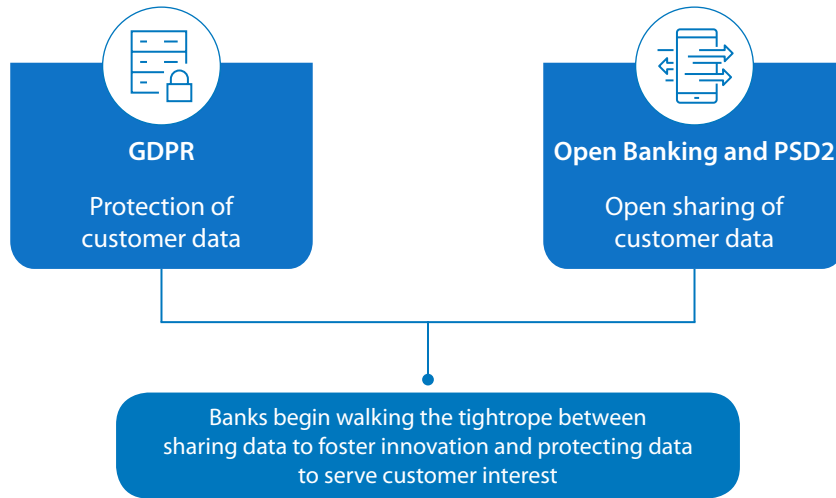 GDPR
Protection of
customer data
Open Banking and PSD2
Open sharing of
customer data
Banks begin walking the tightrope between
sharing data to foster innovation and protecting data
to serve customer interest